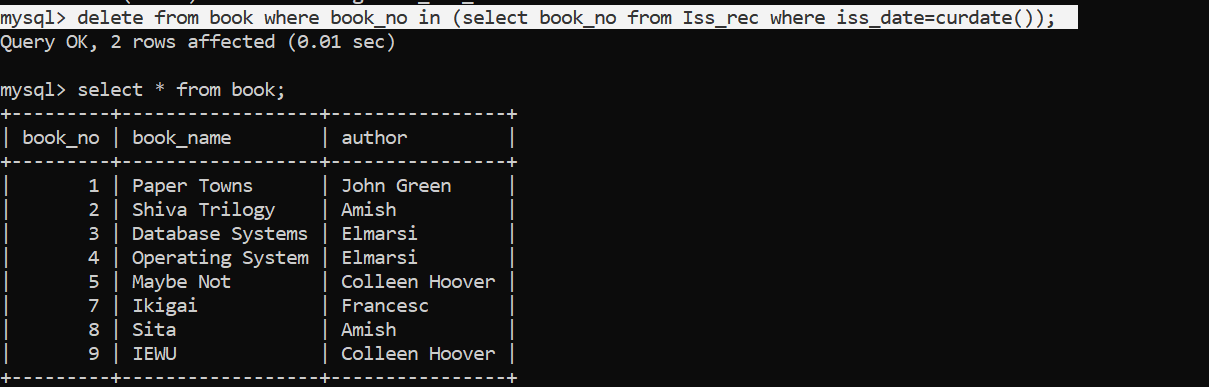 mysql> delete from book where book_no in (select book_no from Iss_rec where iss_date=curdate());
Query OK, 2 rows affected (0.01 sec)
mysql> select * from book;
+---------+------------------+----------------+
| book_no | book_name        | author         |
+---------+------------------+----------------+
|       1 | Paper Towns      | John Green     |
|       2 | Shiva Trilogy    | Amish          |
|       3 | Database Systems | Elmarsi        |
|       4 | Operating System | Elmarsi        |
|       5 | Maybe Not        | Colleen Hoover |
|       7 | Ikigai           | Francesc       |
|       8 | Sita             | Amish          |
|       9 | IEWU             | Colleen Hoover |
+---------+------------------+----------------+